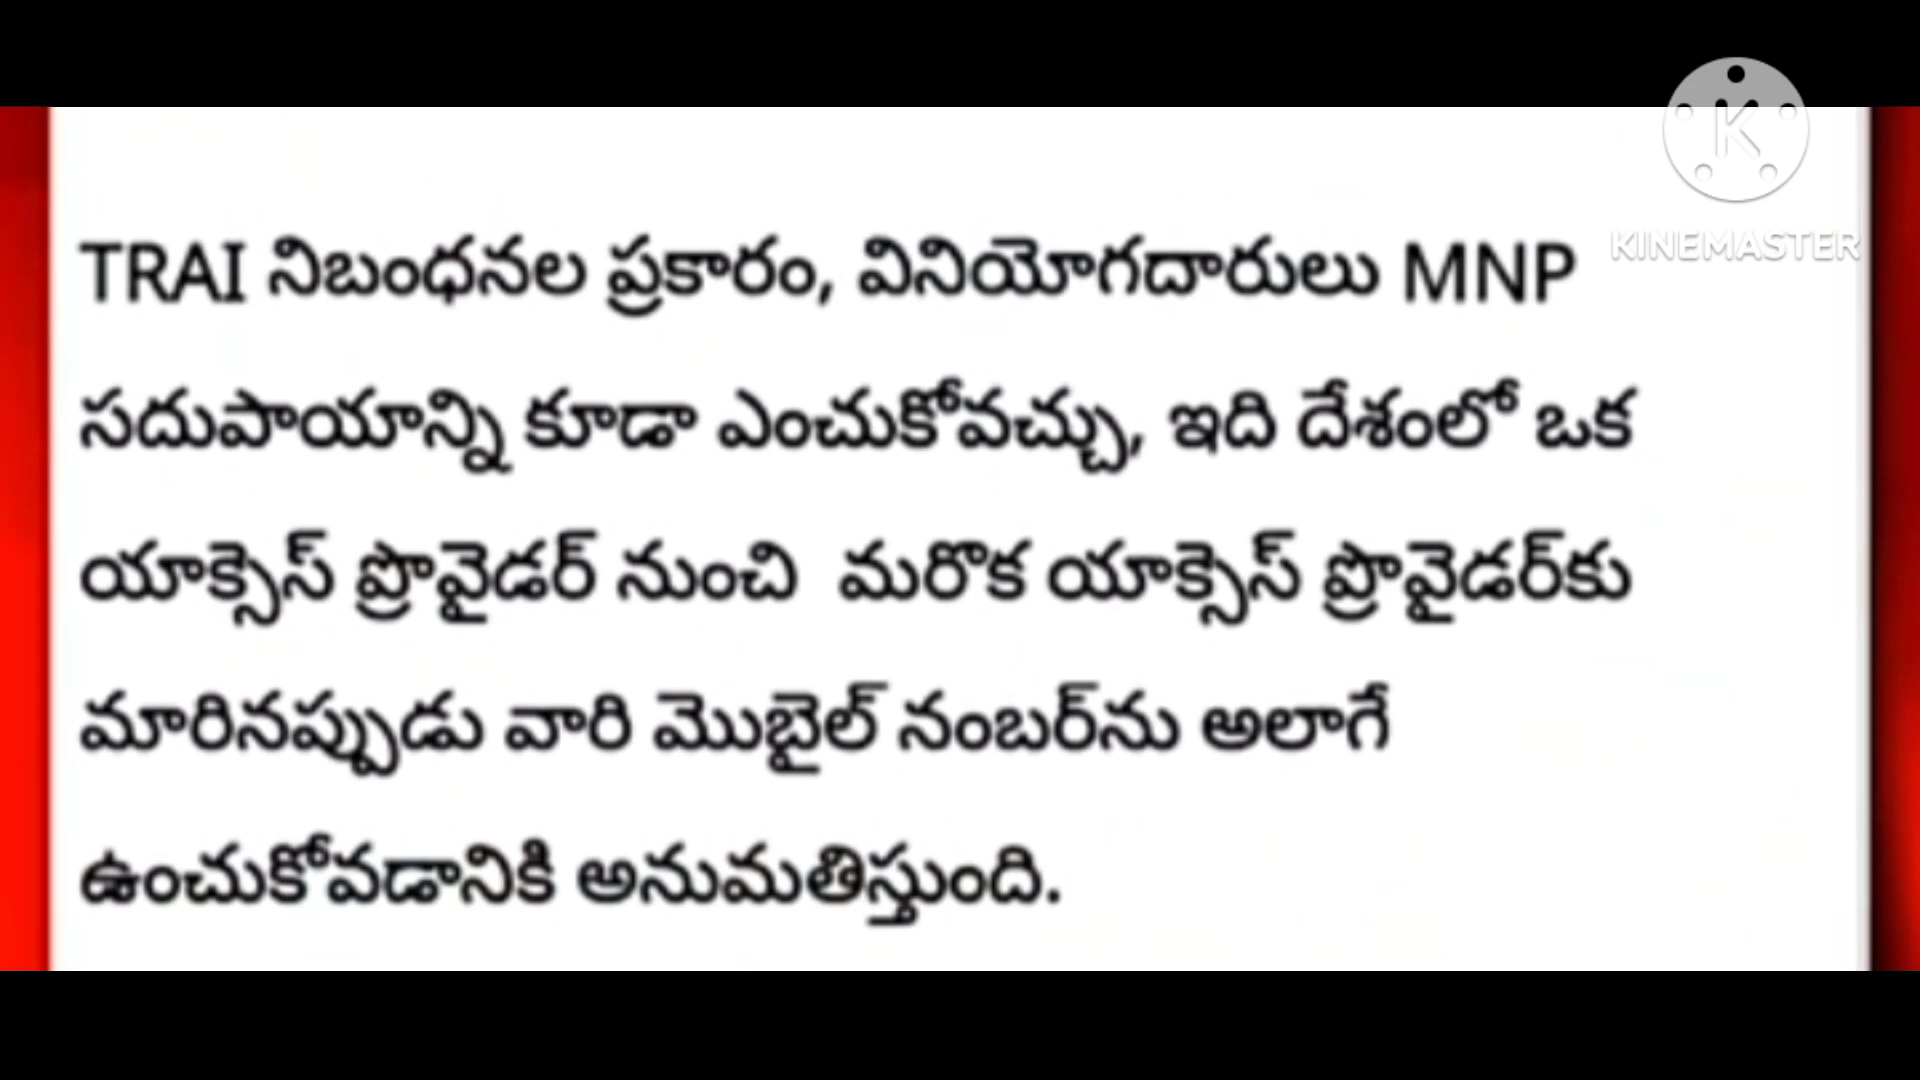 KINEMASTER
TRAI నిబంధనల ప్రకారం, వినియోగదారులు MNP
సదుపాయాన్ని కూడా ఎంచుకోవచ్చు, ఇది దేశంలో ఒక
యాక్సెస్ ప్రొవైడర్ నుంచి మరొక యాక్సెస్ ప్రొవైడర్‌కు
మారినప్పుడు వారి మొబైల్ నంబర్‌ను అలాగే
ఉంచుకోవడానికి అనుమతిస్తుంది.